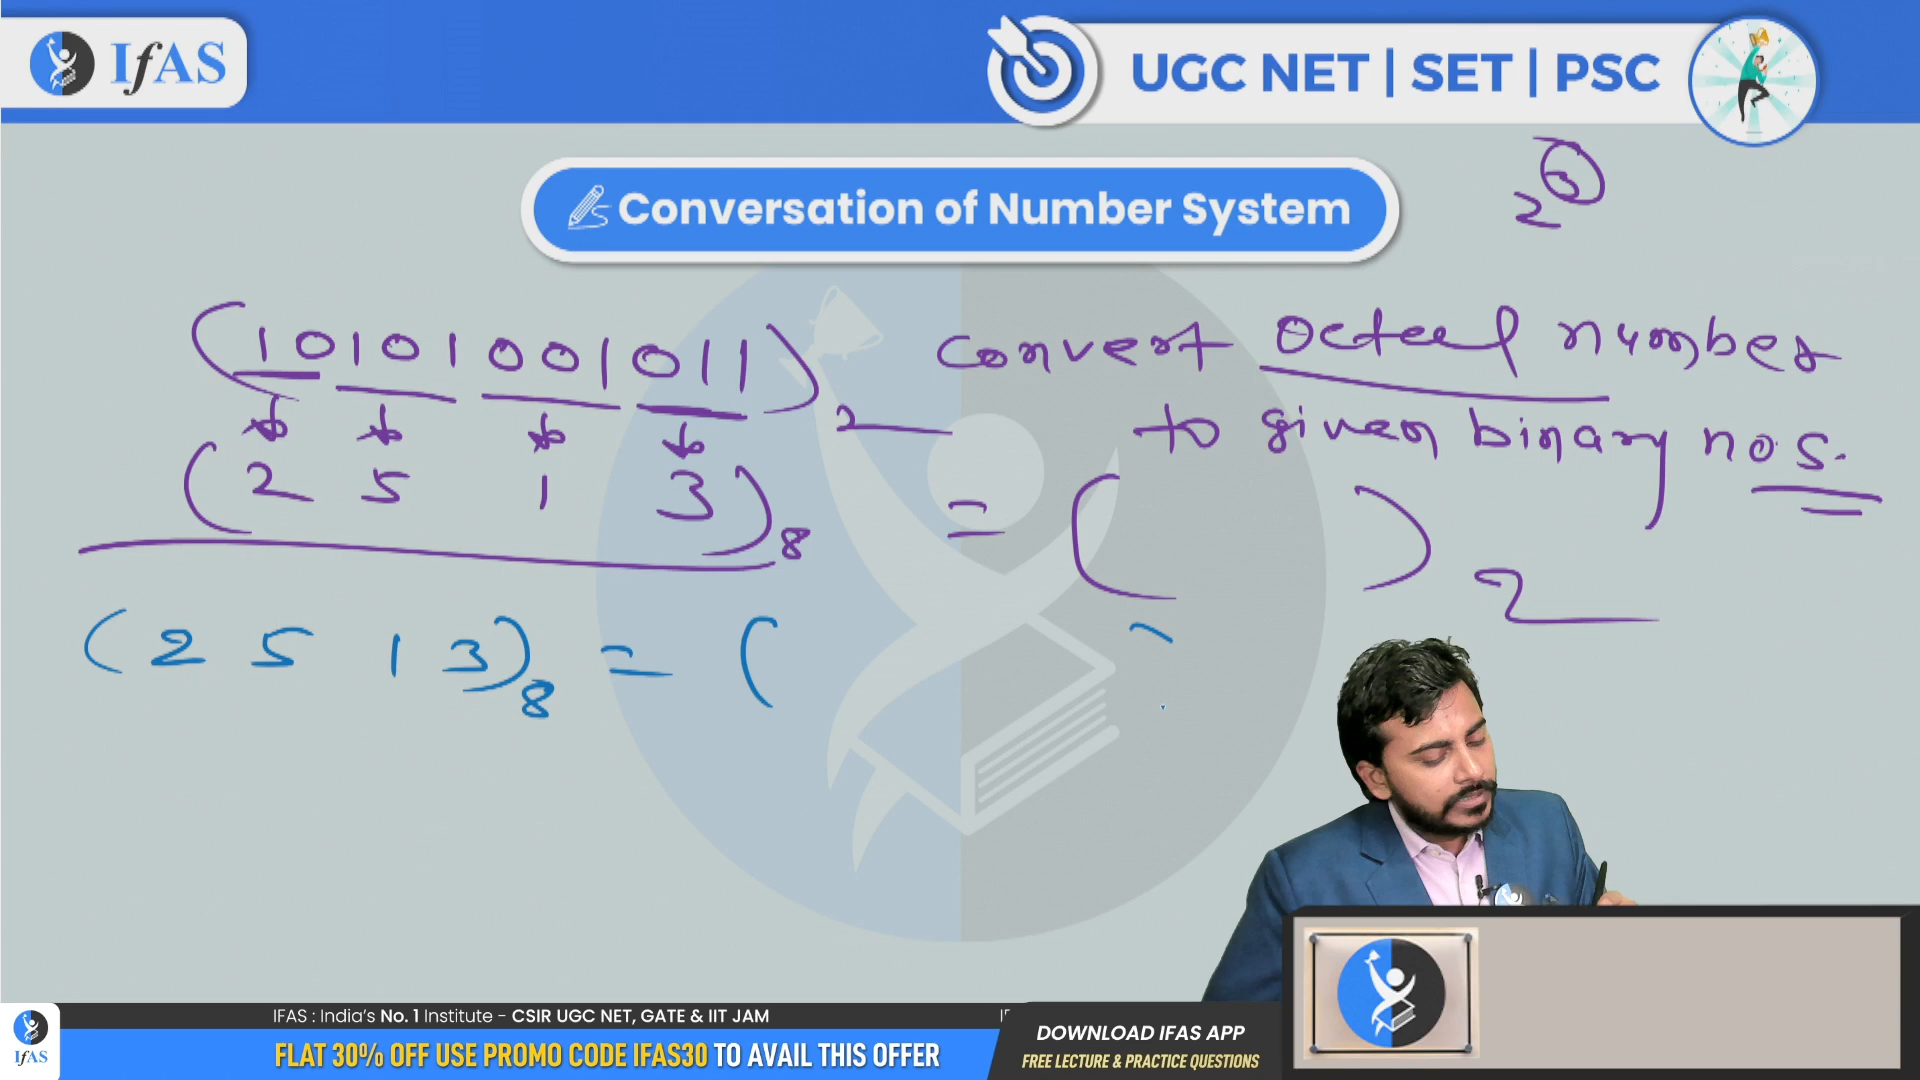 IfAS
UGC NET | SET | PSC
2³
Conversation of Number System
(10101001011)₂
convert octal number
to given binary nos.
(2 5 1 3)₈ = ( )₂
(2 5 1 3)₈ = (
IFAS : India's No. 1 Institute - CSIR UGC NET, GATE & IIT JAM
IfAS
FLAT 30% OFF USE PROMO CODE IFAS30 TO AVAIL THIS OFFER
DOWNLOAD IFAS APP
FREE LECTURE & PRACTICE QUESTIONS